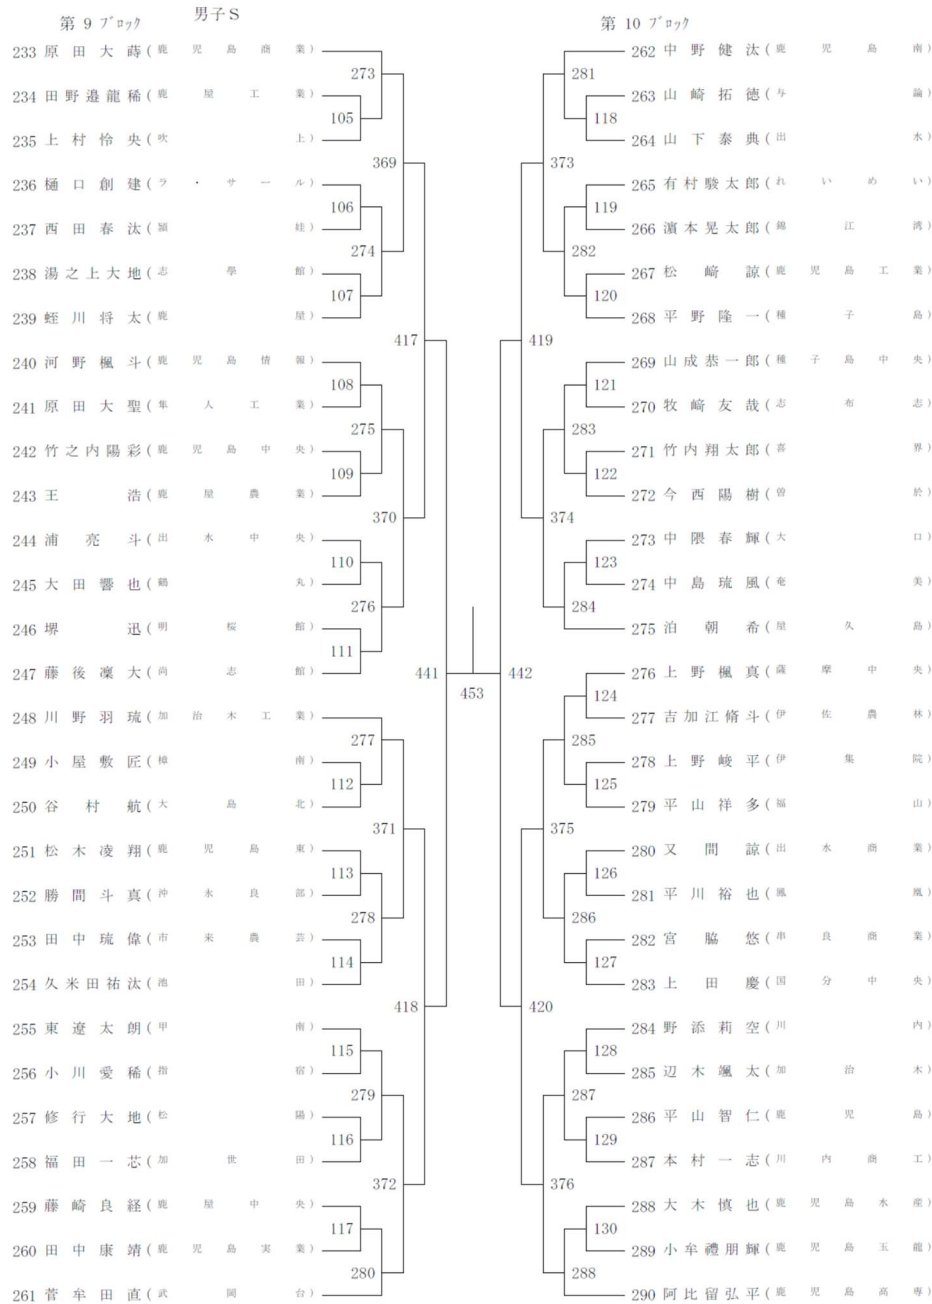 男子S
第 9 ブロック
233 原田大蒔(鹿児島商業)
234 田野邉龍稀(鹿屋工業)
235 上村怜央(吹上)
236 樋口創建(ラ・サール)
237 西田春汰(頴娃)
238 湯之上大地(志學館)
239 蛭川将太(鹿屋)
240 河野楓斗(鹿児島情報)
241 原田大聖(隼人工業)
242 竹之内陽彩(鹿児島中央)
243 王浩(鹿屋農業)
244 浦亮斗(出水中央)
245 大田響也(鶴丸)
246 堺迅(明桜館)
247 藤後凜大(尚志館)
248 川野羽琉(加治木工業)
249 小屋敷匠(樟南)
250 谷村航(大島北)
251 松木凌翔(鹿児島東)
252 勝間斗真(沖永良部)
253 田中琉偉(市来農芸)
254 久米田祐汰(池田)
255 東遼太朗(甲南)
256 小川愛稀(指宿)
257 修行大地(松陽)
258 福田一芯(加世田)
259 藤崎良経(鹿屋中央)
260 田中康靖(鹿児島実業)
261 菅牟田直(武岡台)
273
105
369
106
274
107
417
108
275
109
370
110
276
111
441
277
112
371
113
278
114
418
115
279
116
372
117
280
453
第 10 ブロック
262 中野健汰(鹿児島南)
263 山崎拓徳(与論)
264 山下泰典(出水)
265 有村駿太郎(れいめい)
266 濵本晃太郎(錦江湾)
267 松﨑諒(鹿児島工業)
268 平野隆一(種子島)
269 山成恭一郎(種子島中央)
270 牧﨑友哉(志布志)
271 竹内翔太郎(喜界)
272 今西陽樹(曽於)
273 中隈春輝(大口)
274 中島琉風(奄美)
275 泊朝希(屋久島)
276 上野楓真(薩摩中央)
277 吉加江脩斗(伊佐農林)
278 上野峻平(伊集院)
279 平山祥多(福山)
280 又間諒(出水商業)
281 平川裕也(鳳凰)
282 宮脇悠(串良商業)
283 上田慶(国分中央)
284 野添莉空(川内)
285 辺木颯太(加治木)
286 平山智仁(鹿児島)
287 本村一志(川内商工)
288 大木慎也(鹿児島水産)
289 小牟禮朋輝(鹿児島玉龍)
290 阿比留弘平(鹿児島高専)
281
118
373
119
282
120
419
121
283
122
374
123
284
442
124
285
125
375
126
286
127
420
128
287
129
376
130
288